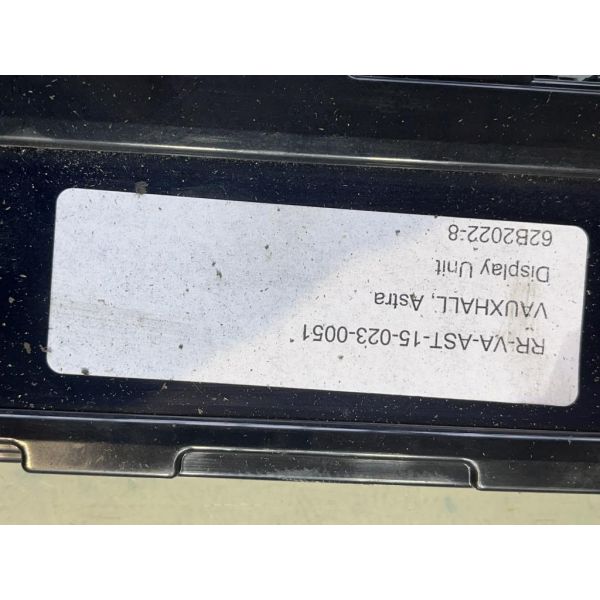 RR-VA-AST-15-023-0051
VAUXHALL, Astra
Display Unit
62B2022-8